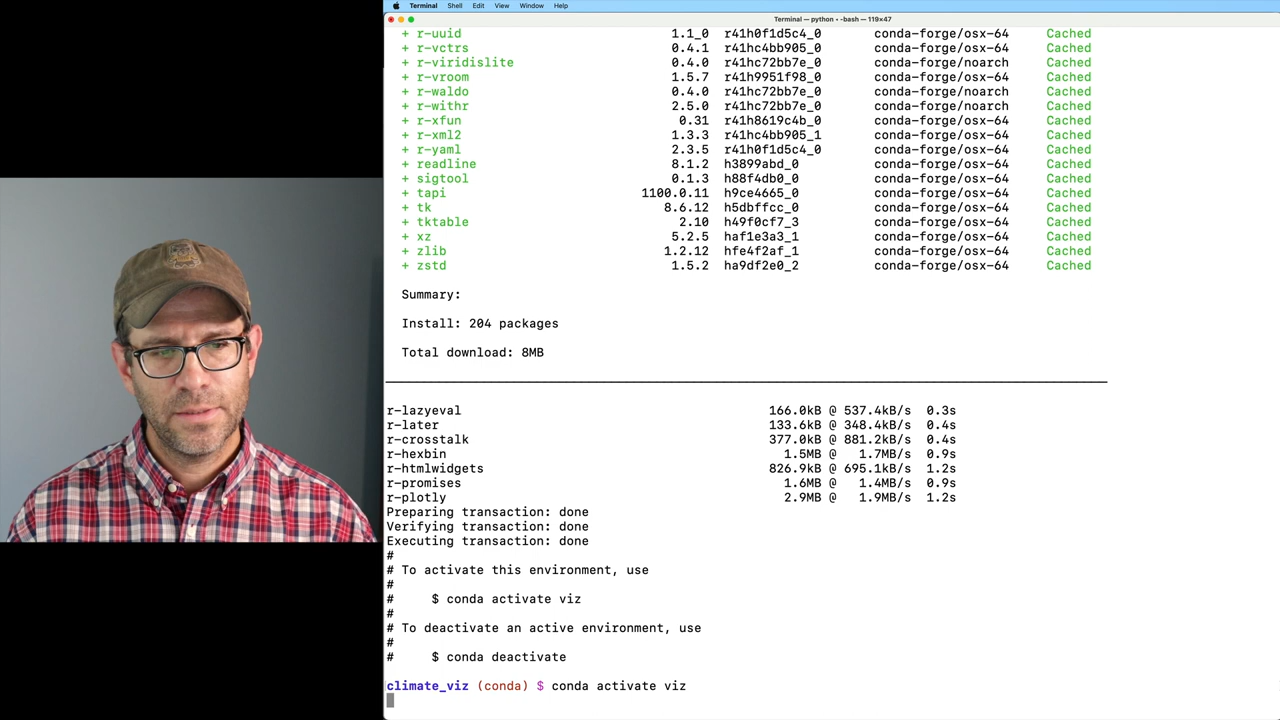 Terminal Shell Edit View Window Help
Terminal — python • -bash — 119×47
+ r-uuid 1.1_0 r41h0f1d5c4_0 conda-forge/osx-64 Cached
+ r-vctrs 0.4.1 r41hc4bb905_0 conda-forge/osx-64 Cached
+ r-viridislite 0.4.0 r41hc72bb7e_0 conda-forge/noarch Cached
+ r-vroom 1.5.7 r41h9951f98_0 conda-forge/osx-64 Cached
+ r-waldo 0.4.0 r41hc72bb7e_0 conda-forge/noarch Cached
+ r-withr 2.5.0 r41hc72bb7e_0 conda-forge/noarch Cached
+ r-xfun 0.31 r41h8619c4b_0 conda-forge/osx-64 Cached
+ r-xml2 1.3.3 r41hc4bb905_1 conda-forge/osx-64 Cached
+ r-yaml 2.3.5 r41h0f1d5c4_0 conda-forge/osx-64 Cached
+ readline 8.1.2 h3899abd_0 conda-forge/osx-64 Cached
+ sigtool 0.1.3 h88f4db0_0 conda-forge/osx-64 Cached
+ tapi 1100.0.11 h9ce4665_0 conda-forge/osx-64 Cached
+ tk 8.6.12 h5dbffcc_0 conda-forge/osx-64 Cached
+ tktable 2.10 h49f0cf7_3 conda-forge/osx-64 Cached
+ xz 5.2.5 haf1e3a3_1 conda-forge/osx-64 Cached
+ zlib 1.2.12 hfe4f2af_1 conda-forge/osx-64 Cached
+ zstd 1.5.2 ha9df2e0_2 conda-forge/osx-64 Cached
Summary:
Install: 204 packages
Total download: 8MB
r-lazyeval 166.0kB @ 537.4kB/s 0.3s
r-later 133.6kB @ 348.4kB/s 0.4s
r-crosstalk 377.0kB @ 881.2kB/s 0.4s
r-hexbin 1.5MB @ 1.7MB/s 0.9s
r-htmlwidgets 826.9kB @ 695.1kB/s 1.2s
r-promises 1.6MB @ 1.4MB/s 0.9s
r-plotly 2.9MB @ 1.9MB/s 1.2s
Preparing transaction: done
Verifying transaction: done
Executing transaction: done
#
# To activate this environment, use
#
# $ conda activate viz
#
# To deactivate an active environment, use
#
# $ conda deactivate
climate_viz (conda) $ conda activate viz